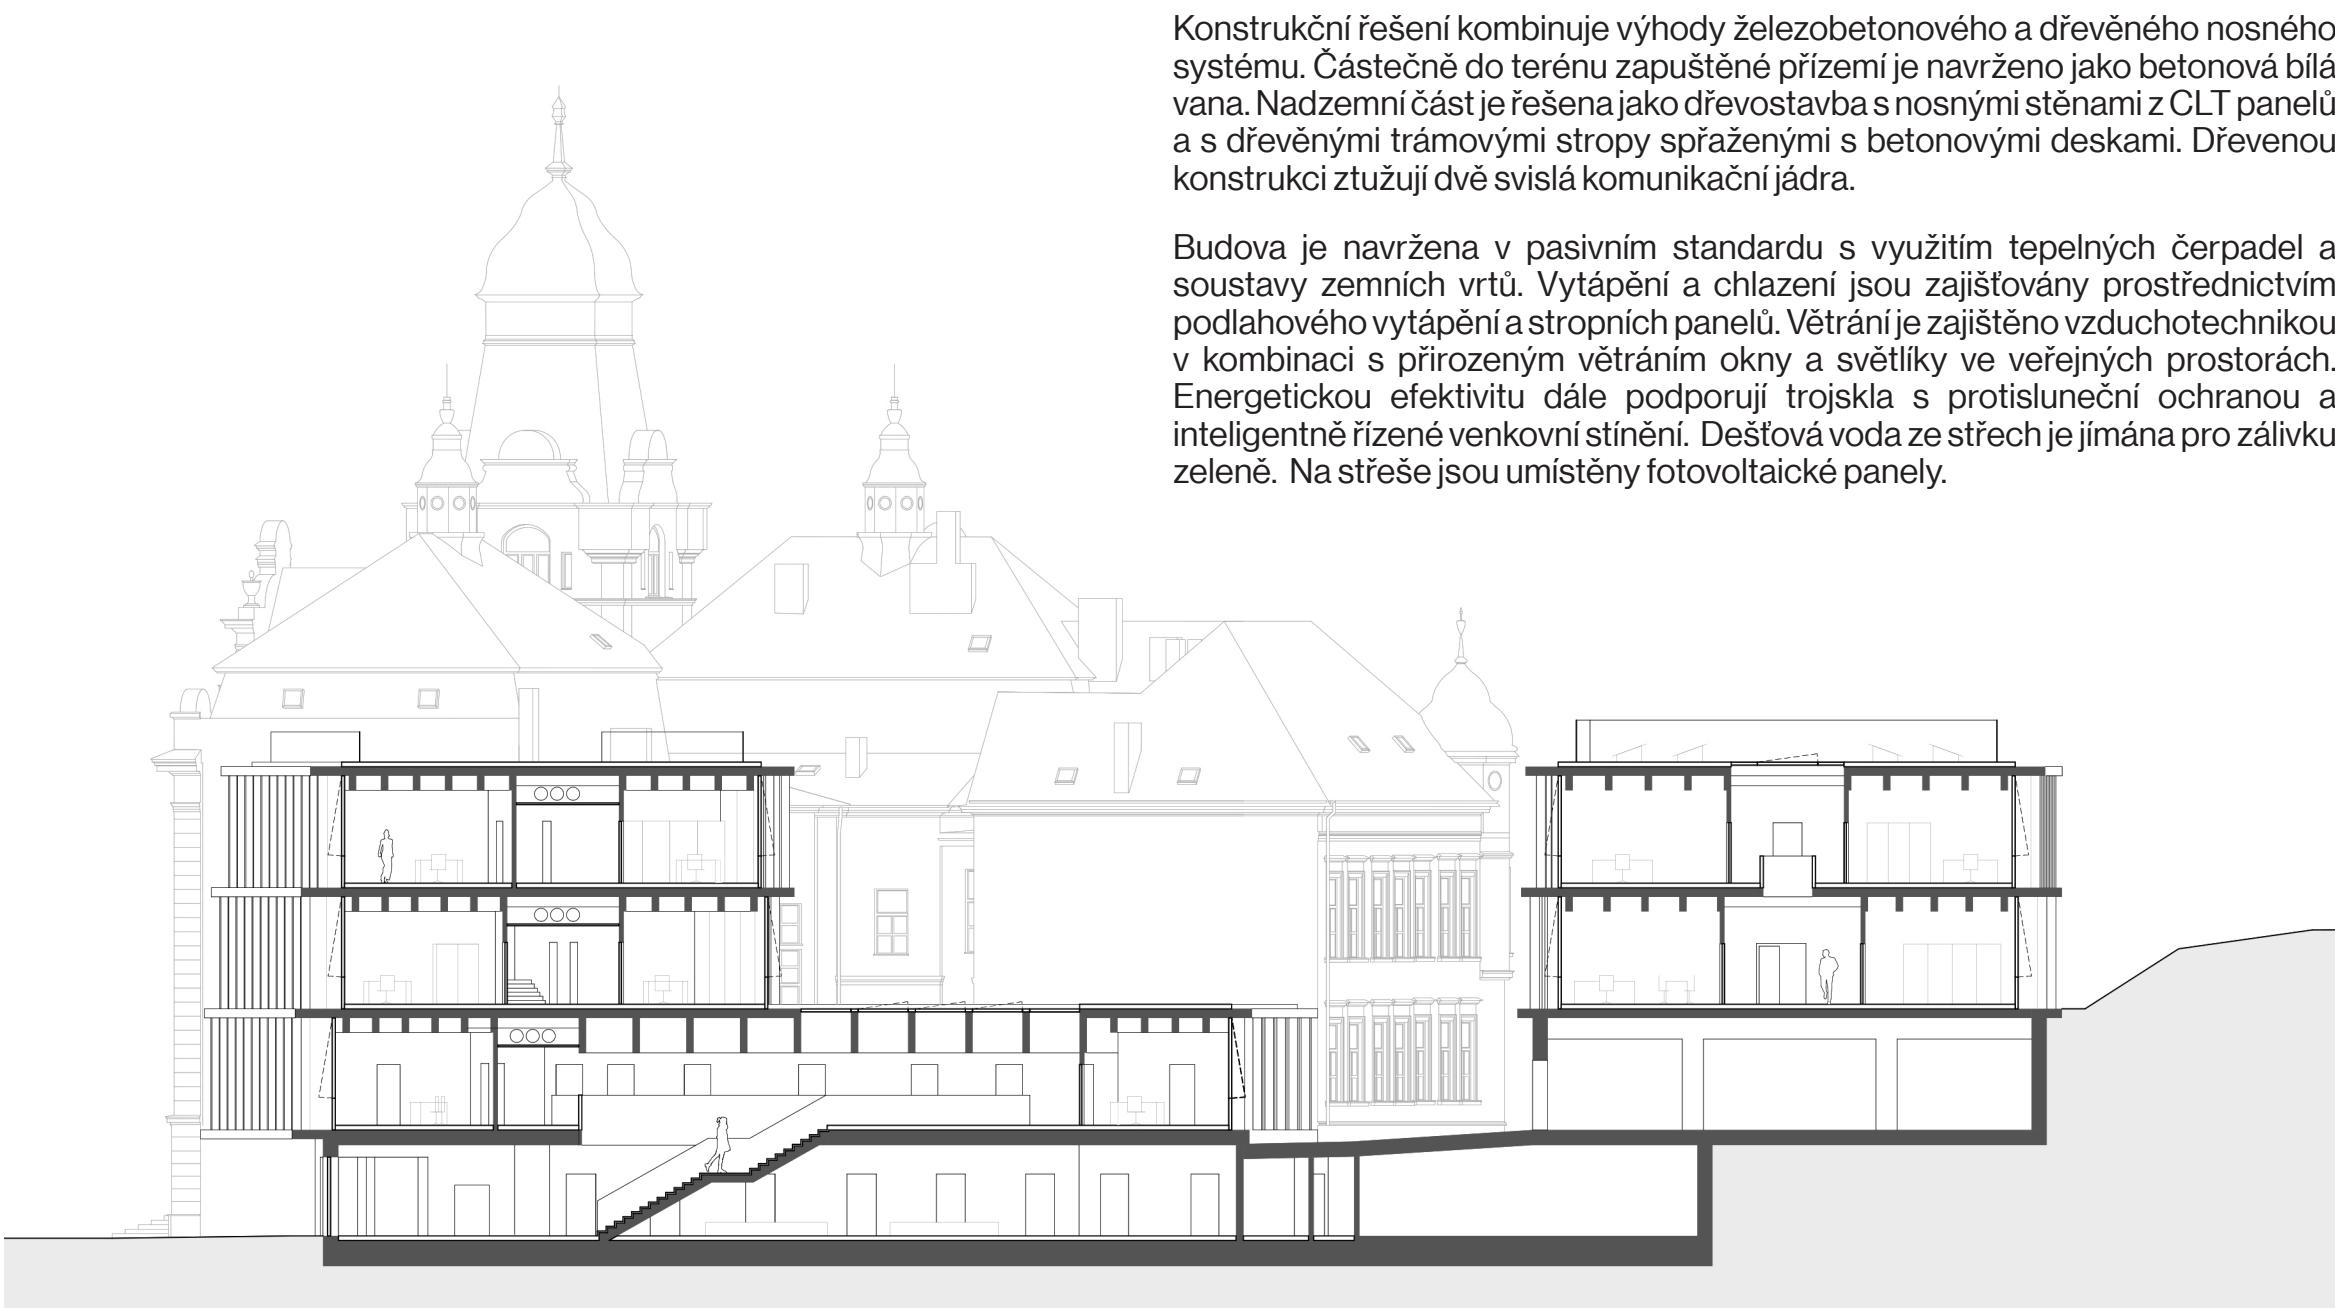 Konstrukční řešení kombinuje výhody železobetonového a dřevěného nosného
systému. Částečně do terénu zapuštěné přízemí je navrženo jako betonová bílá
vana. Nadzemní část je řešena jako dřevostavba s nosnými stěnami z CLT panelů
a s dřevěnými trámovými stropy spřaženými s betonovými deskami. Dřevenou
konstrukci ztužují dvě svislá komunikační jádra.
Budova je navržena v pasivním standardu s využitím tepelných čerpadel a
soustavy zemních vrtů. Vytápění a chlazení jsou zajišťovány prostřednictvím
podlahového vytápění a stropních panelů. Větrání je zajištěno vzduchotechnikou
v kombinaci s přirozeným větráním okny a světlíky ve veřejných prostorách.
Energetickou efektivitu dále podporují trojskla s protisluneční ochranou a
inteligentně řízené venkovní stínění. Dešťová voda ze střech je jímána pro zálivku
zeleně. Na střeše jsou umístěny fotovoltaické panely.